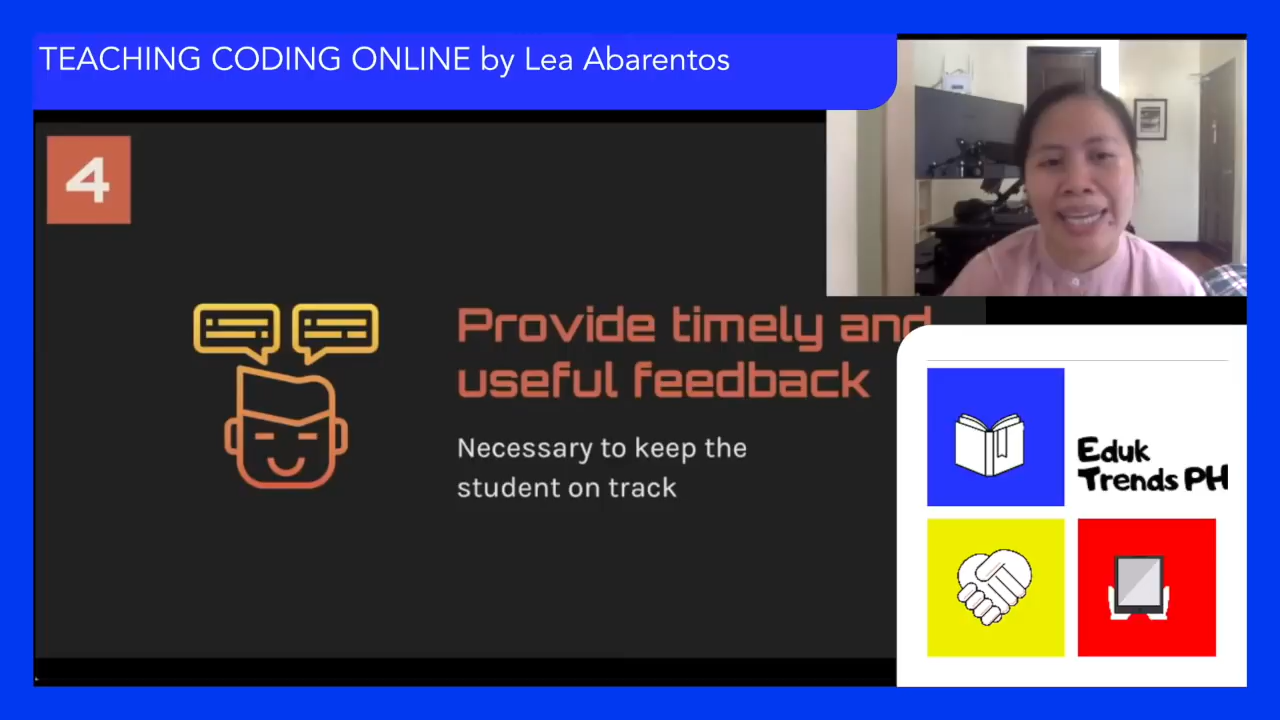 TEACHING CODING ONLINE by Lea Abarentos
4
Provide timely and
useful feedback
Necessary to keep the
student on track
Eduk
Trends PH